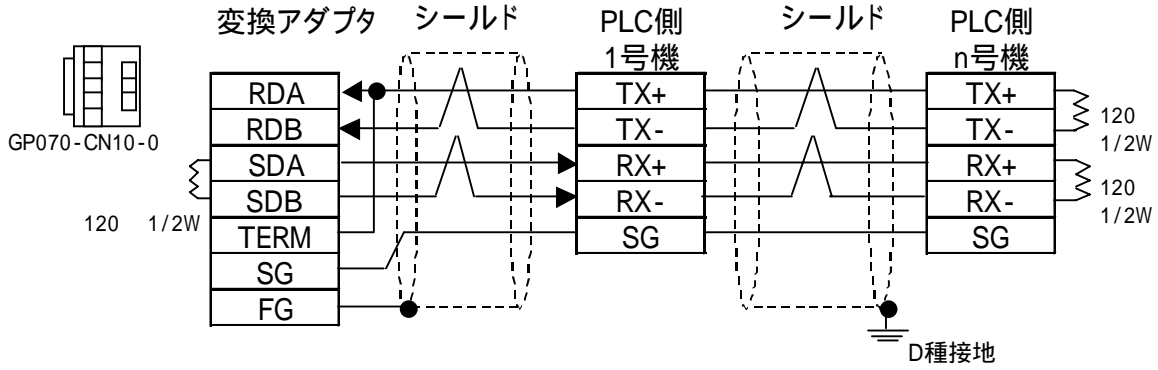 変換アダプタ
シールド
PLC側
1号機
シールド
PLC側
n号機
GP070-CN10-0
RDA
RDB
SDA
SDB
TERM
SG
FG
120 1/2W
TX+
TX-
RX+
RX-
SG
TX+
TX-
RX+
RX-
SG
120
1/2W
120
1/2W
D種接地